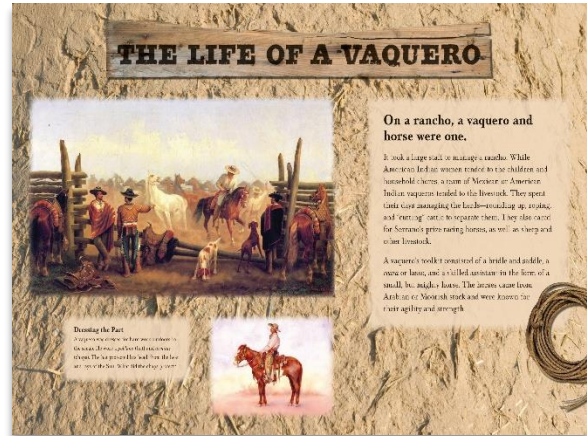 THE LIFE OF A VAQUERO
On a rancho, a vaquero and
horse were one.
It took a large staff to manage a rancho. While
American Indian women tended to the children and
household chores, a team of Mexican or American
Indian vaqueros tended to the livestock. They spent
their days managing the herds—rounding up, roping,
and "cutting" cattle to separate them. They also cared
for Serrano's prize racing horses, as well as sheep and
other livestock.
A vaquero's toolkit consisted of a bridle and saddle, a
or lasso, and a skilled assistant in the form of a
small, but mighty horse. The horses came from
Arabian or Moorish stock and were known for
their agility and strength.
Dressing the Part